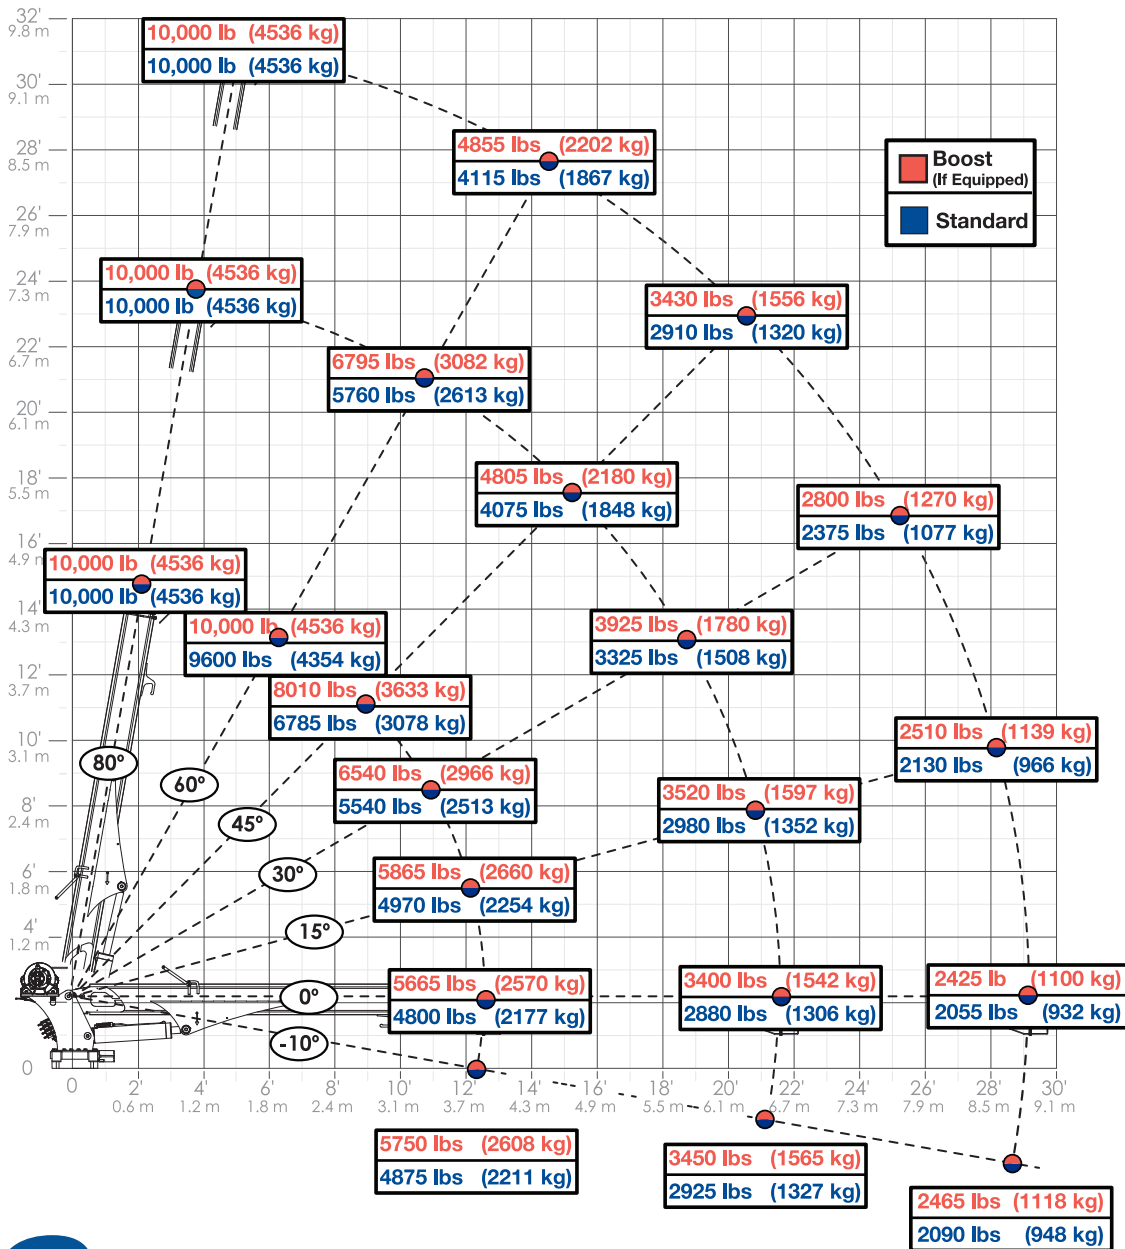 32'
9.8 m
10,000 lb (4536 kg)
10,000 lb (4536 kg)
30'
9.1 m
28'
8.5 m
4855 lbs (2202 kg)
4115 lbs (1867 kg)
Boost
(If Equipped)
Standard
26'
7.9 m
24'
7.3 m
10,000 lb (4536 kg)
10,000 lb (4536 kg)
3430 lbs (1556 kg)
2910 lbs (1320 kg)
22'
6.7 m
6795 lbs (3082 kg)
5760 lbs (2613 kg)
20'
6.1 m
18'
5.5 m
4805 lbs (2180 kg)
4075 lbs (1848 kg)
2800 lbs (1270 kg)
2375 lbs (1077 kg)
16'
4.9 m
10,000 lb (4536 kg)
10,000 lb (4536 kg)
14'
4.3 m
10,000 lb (4536 kg)
9600 lbs (4354 kg)
3925 lbs (1780 kg)
3325 lbs (1508 kg)
12'
3.7 m
8010 lbs (3633 kg)
6785 lbs (3078 kg)
10'
3.1 m
2510 lbs (1139 kg)
2130 lbs (966 kg)
80°
60°
6540 lbs (2966 kg)
5540 lbs (2513 kg)
8'
2.4 m
45°
3520 lbs (1597 kg)
2980 lbs (1352 kg)
6'
1.8 m
30°
5865 lbs (2660 kg)
4970 lbs (2254 kg)
4'
1.2 m
15°
0°
5665 lbs (2570 kg)
4800 lbs (2177 kg)
3400 lbs (1542 kg)
2880 lbs (1306 kg)
2425 lb (1100 kg)
2055 lbs (932 kg)
-10°
0
0 2' 4' 6' 8' 10' 12' 14' 16' 18' 20' 22' 24' 26' 28' 30'
0.6 m 1.2 m 1.8 m 2.4 m 3.1 m 3.7 m 4.3 m 4.9 m 5.5 m 6.1 m 6.7 m 7.3 m 7.9 m 8.5 m 9.1 m
5750 lbs (2608 kg)
4875 lbs (2211 kg)
3450 lbs (1565 kg)
2925 lbs (1327 kg)
2465 lbs (1118 kg)
2090 lbs (948 kg)